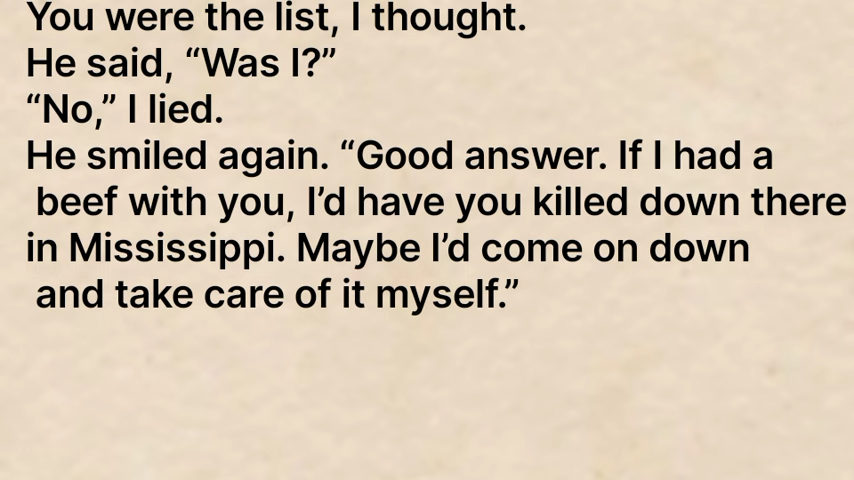 You were the list, I thought.
He said, “Was I?”
“No,” I lied.
He smiled again. “Good answer. If I had a
beef with you, I’d have you killed down there
in Mississippi. Maybe I’d come on down
and take care of it myself.”